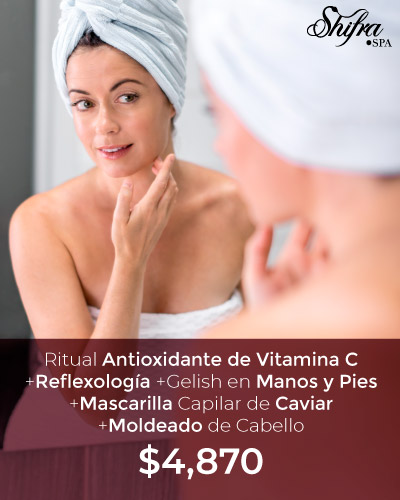 Shifra
SPA
Ritual Antioxidante de Vitamina C
+Reflexología +Gelish en Manos y Pies
+Mascarilla Capilar de Caviar
+Moldeado de Cabello
$4,870